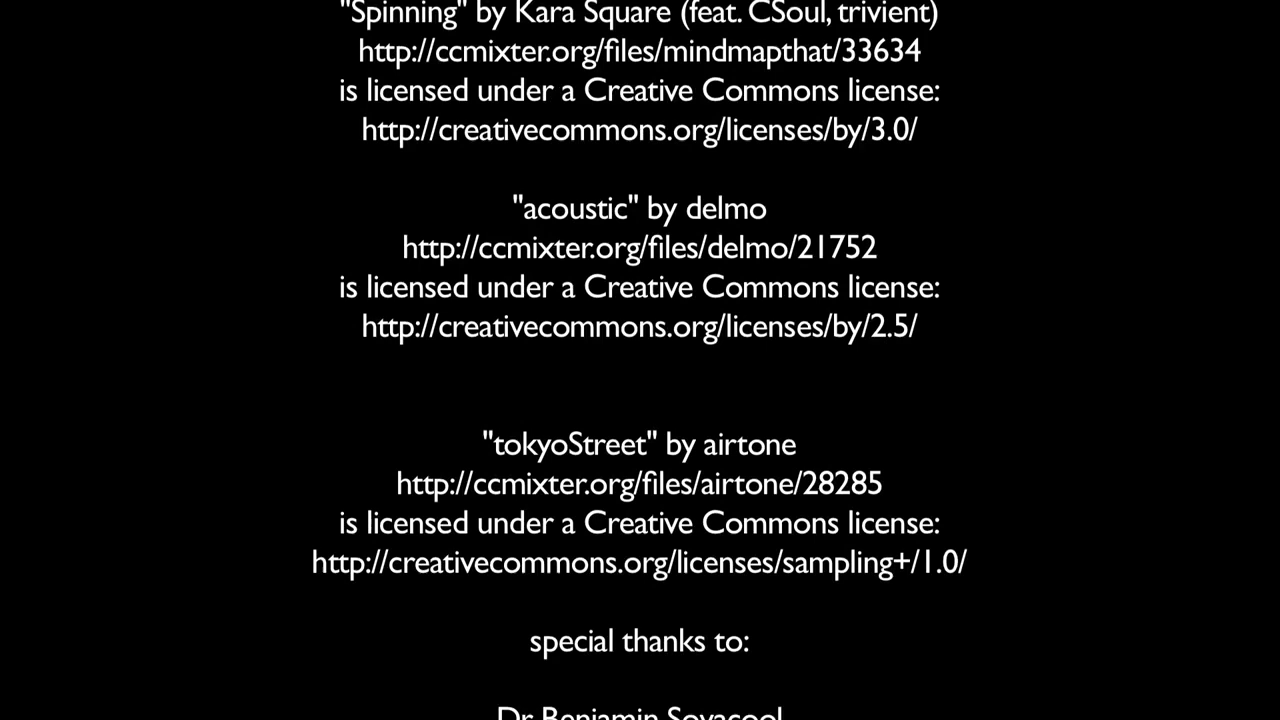 "Spinning" by Kara Square (feat. CSoul, trivient)
http://ccmixter.org/files/mindmapthat/33634
is licensed under a Creative Commons license:
http://creativecommons.org/licenses/by/3.0/
"acoustic" by delmo
http://ccmixter.org/files/delmo/21752
is licensed under a Creative Commons license:
http://creativecommons.org/licenses/by/2.5/
"tokyoStreet" by airtone
http://ccmixter.org/files/airtone/28285
is licensed under a Creative Commons license:
http://creativecommons.org/licenses/sampling+/1.0/
special thanks to:
Dr Benjamin Sovacool